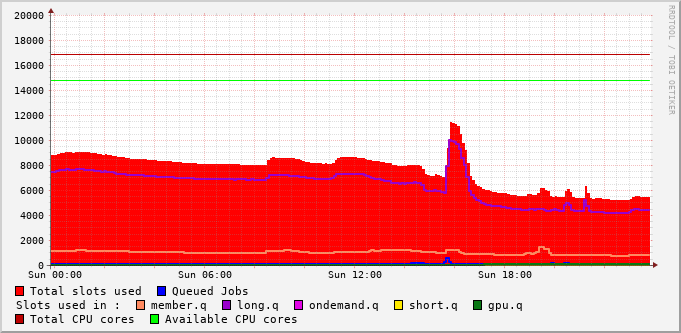 20000
18000
16000
14000
12000
10000
8000
6000
4000
2000
0
Sun 00:00 Sun 06:00 Sun 12:00 Sun 18:00
RRDTOOL / TOBI OETIKER
Total slots used Queued Jobs
Slots used in : member.q long.q ondemand.q short.q gpu.q
Total CPU cores Available CPU cores